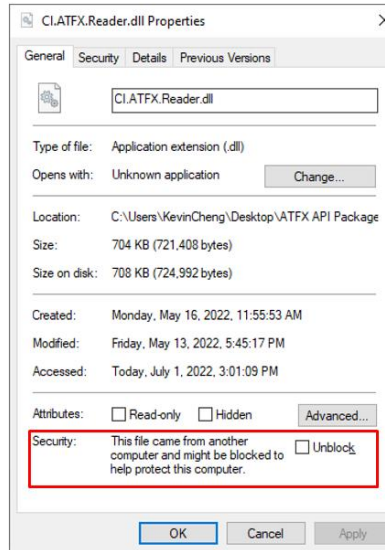 CI.ATFX.Reader.dll Properties
General Security Details Previous Versions
CI.ATFX.Reader.dll
Type of file: Application extension (.dll)
Opens with: Unknown application Change...
Location: C:\Users\KevinCheng\Desktop\ATFX API Package
Size: 704 KB (721,408 bytes)
Size on disk: 708 KB (724,992 bytes)
Created: Monday, May 16, 2022, 11:55:53 AM
Modified: Friday, May 13, 2022, 5:45:17 PM
Accessed: Today, July 1, 2022, 3:01:09 PM
Attributes: Read-only Hidden Advanced...
Security: This file came from another Unblock
computer and might be blocked to
help protect this computer.
OK Cancel Apply